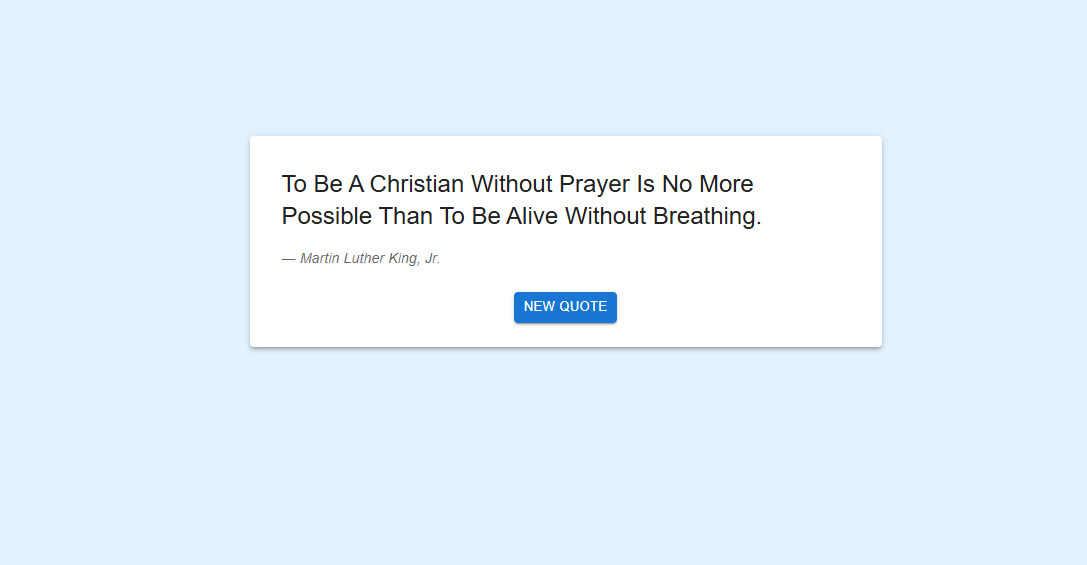 To Be A Christian Without Prayer Is No More
Possible Than To Be Alive Without Breathing.
— Martin Luther King, Jr.
NEW QUOTE